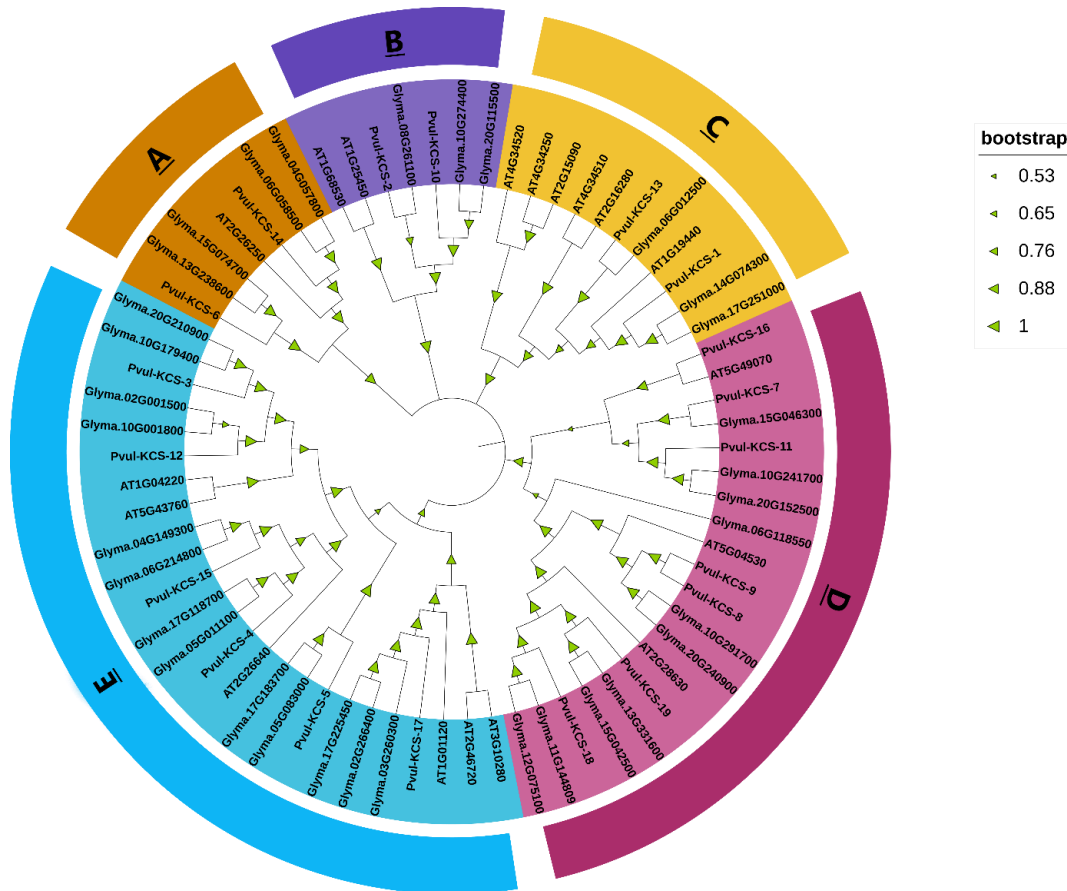 A
B
C
D
E
Glyma.04G057800
Glyma.06G058500
Pvul-KCS-14
AT2G26250
Glyma.15G074700
Glyma.13G238600
Pvul-KCS-6
AT1G68530
AT1G25450
Pvul-KCS-2
Glyma.08G261100
Pvul-KCS-10
Glyma.10G274400
Glyma.20G115500
AT4G34520
AT4G34250
AT2G15090
AT4G34510
AT2G16280
Pvul-KCS-13
Glyma.06G012500
AT1G19440
Pvul-KCS-1
Glyma.14G074300
Glyma.17G251000
Pvul-KCS-16
AT5G49070
Pvul-KCS-7
Glyma.15G046300
Pvul-KCS-11
Glyma.10G241700
Glyma.20G152500
Glyma.06G118550
AT5G04530
Pvul-KCS-9
Pvul-KCS-8
Glyma.10G291700
Glyma.20G240900
AT2G28630
Pvul-KCS-19
Glyma.13G331600
Glyma.15G042500
Pvul-KCS-18
Glyma.11G144809
Glyma.12G075100
AT3G10280
AT2G46720
AT1G01120
Pvul-KCS-17
Glyma.03G260300
Glyma.02G266400
Glyma.17G225450
Pvul-KCS-5
Glyma.05G083000
Glyma.17G183700
AT2G26640
Pvul-KCS-4
Glyma.05G011100
Glyma.17G118700
Pvul-KCS-15
Glyma.06G214800
Glyma.04G149300
AT5G43760
AT1G04220
Pvul-KCS-12
Glyma.10G001800
Glyma.02G001500
Pvul-KCS-3
Glyma.10G179400
Glyma.20G210900
bootstrap
0.53
0.65
0.76
0.88
1